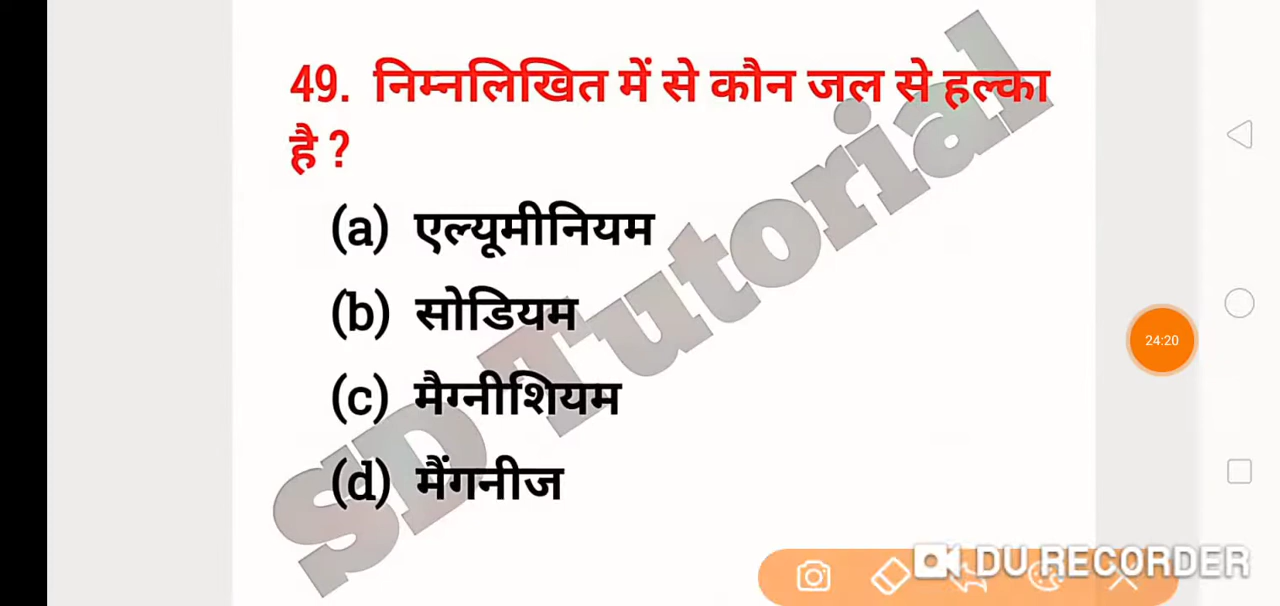 49. निम्नलिखित में से कौन जल से हल्का
है ?
(a) एल्यूमीनियम
(b) सोडियम
(c) मैग्नीशियम
(d) मैंगनीज
SD Tutorial
24:20
DU RECORDER